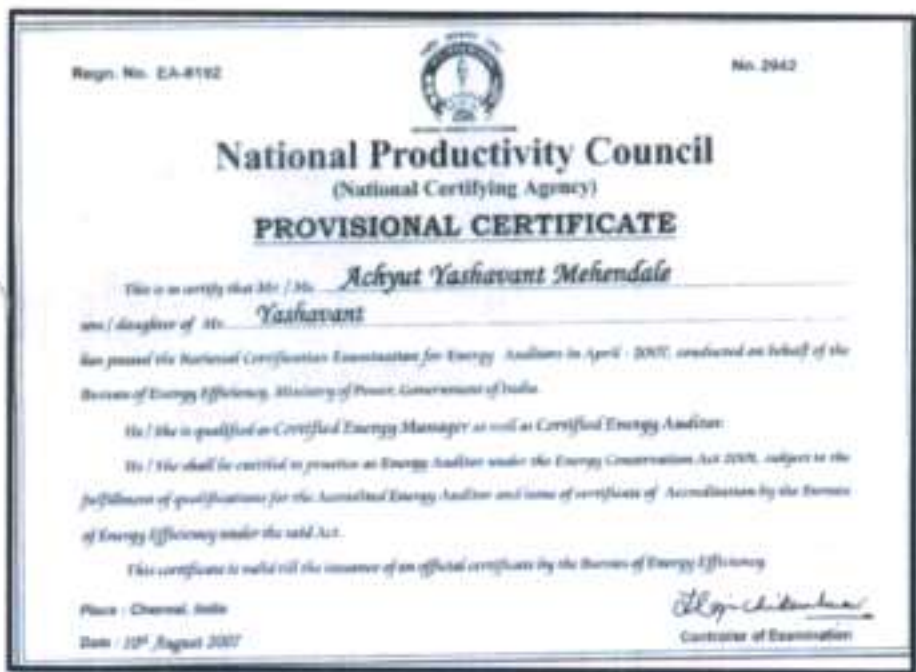 Regn. No. EA-8192
No. 2942
National Productivity Council
(National Certifying Agency)
PROVISIONAL CERTIFICATE
This is to certify that Mr / Ms Achyut Yashavant Mehendale
son / daughter of Mr Yashavant
has passed the National Certification Examination for Energy Auditors in April - 2007, conducted on behalf of the
Bureau of Energy Efficiency, Ministry of Power, Government of India.
He / She is qualified as Certified Energy Manager as well as Certified Energy Auditor.
He / She shall be entitled to practice as Energy Auditor under the Energy Conservation Act 2001, subject to the
fulfillment of qualifications for the Accredited Energy Auditor and issue of certificate of Accreditation by the Bureau
of Energy Efficiency under the said Act.
This certificate is valid till the issuance of an official certificate by the Bureau of Energy Efficiency
Place : Chennai, India
Date : 10th August 2007
Controller of Examination